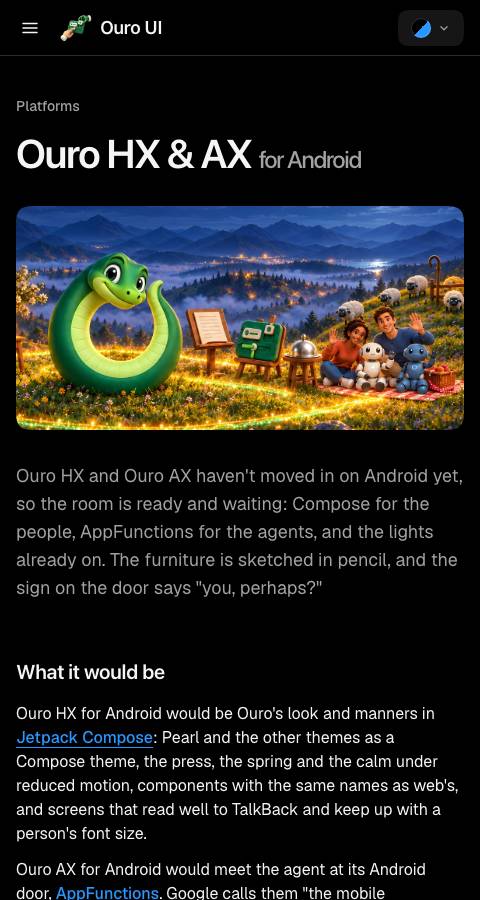 Ouro UI
Platforms
Ouro HX & AX for Android
Ouro HX and Ouro AX haven't moved in on Android yet,
so the room is ready and waiting: Compose for the
people, AppFunctions for the agents, and the lights
already on. The furniture is sketched in pencil, and the
sign on the door says "you, perhaps?"
What it would be
Ouro HX for Android would be Ouro's look and manners in
Jetpack Compose: Pearl and the other themes as a
Compose theme, the press, the spring and the calm under
reduced motion, components with the same names as web's,
and screens that read well to TalkBack and keep up with a
person's font size.
Ouro AX for Android would meet the agent at its Android
door, AppFunctions. Google calls them "the mobile